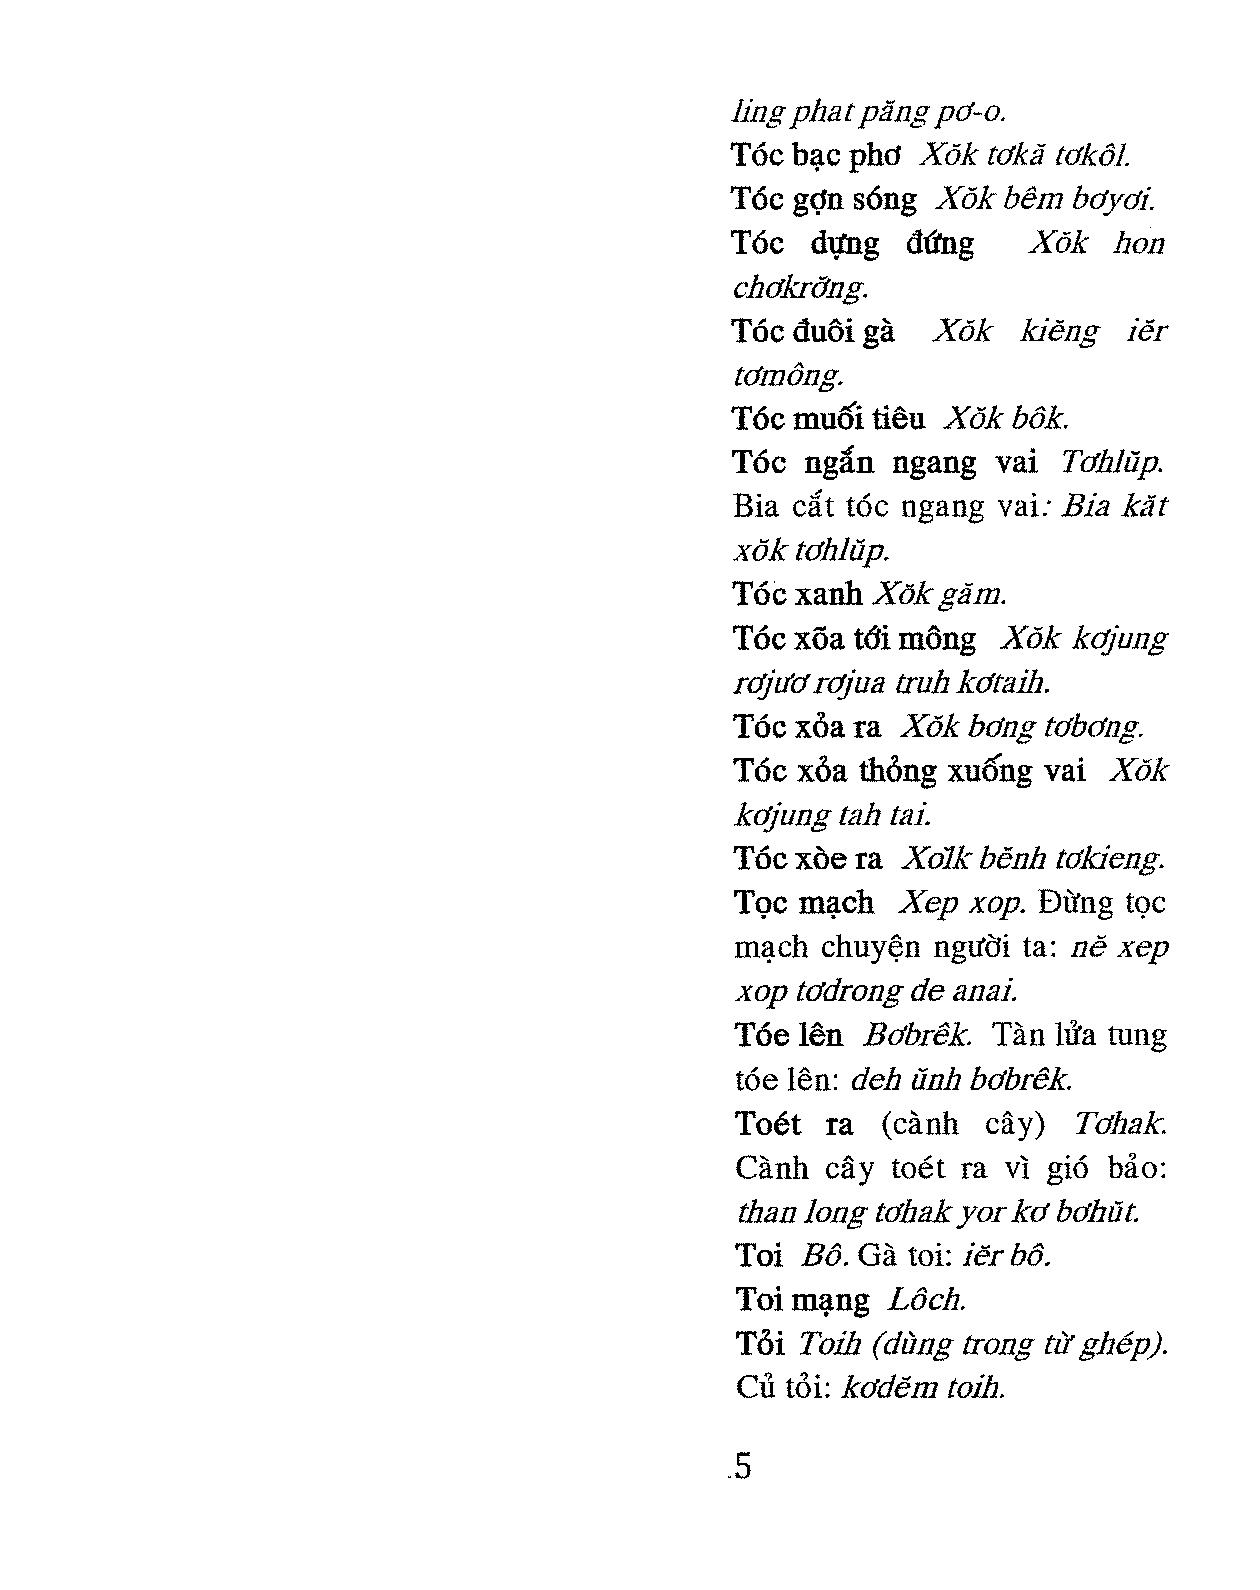 ling phat păng pơ-o.
Tóc bạc phơ Xŏk tơkă tơkôl.
Tóc gợn sóng Xŏk bêm bơyơi.
Tóc dựng đứng Xŏk hon
chơkrơ̆ng.
Tóc đuôi gà Xŏk kiĕng iĕr
tơmông.
Tóc muối tiêu Xŏk bôk.
Tóc ngắn ngang vai Tơhlŭp.
Bia cắt tóc ngang vai: Bia kăt
xŏk tơhlŭp.
Tóc xanh Xŏk găm.
Tóc xõa tới mông Xŏk kơjung
rơjươ rơjua truh kơtaih.
Tóc xỏa ra Xŏk bơng tơbơng.
Tóc xỏa thỏng xuống vai Xŏk
kơjung tah tai.
Tóc xòe ra Xolk bĕnh tơkieng.
Tọc mạch Xep xop. Đừng tọc
mạch chuyện người ta: nĕ xep
xop tơdrong de anai.
Tóe lên Bơbrêk. Tàn lửa tung
tóe lên: deh ŭnh bơbrêk.
Toét ra (cành cây) Tơhak.
Cành cây toét ra vì gió bảo:
than long tơhak yor kơ bơhŭt.
Toi Bô. Gà toi: iĕr bô.
Toi mạng Lôch.
Tỏi Toih (dùng trong từ ghép).
Củ tỏi: kơdĕm toih.
.5